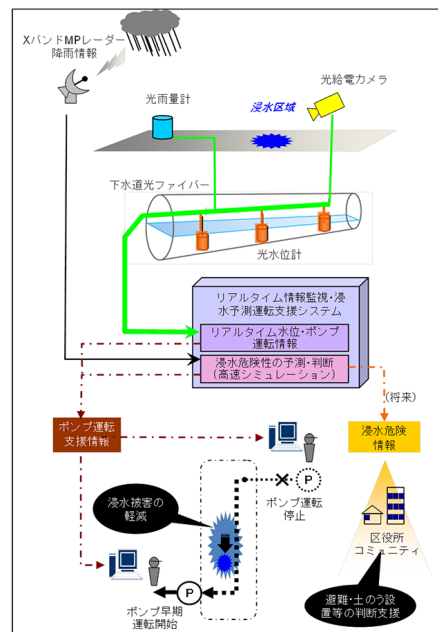 XバンドMPレーダー
降雨情報
光雨量計
光給電カメラ
浸水区域
下水道光ファイバー
光水位計
リアルタイム情報監視・浸
水予測運転支援システム
リアルタイム水位・ポンプ
運転情報
浸水危険性の予測・判断
(高速シミュレーション)
(将来)
ポンプ運転
支援情報
浸水危険
情報
P
ポンプ運転
停止
浸水被害の
軽減
区役所
コミュニティ
P
ポンプ早期
運転開始
避難・土のう設
置等の判断支援